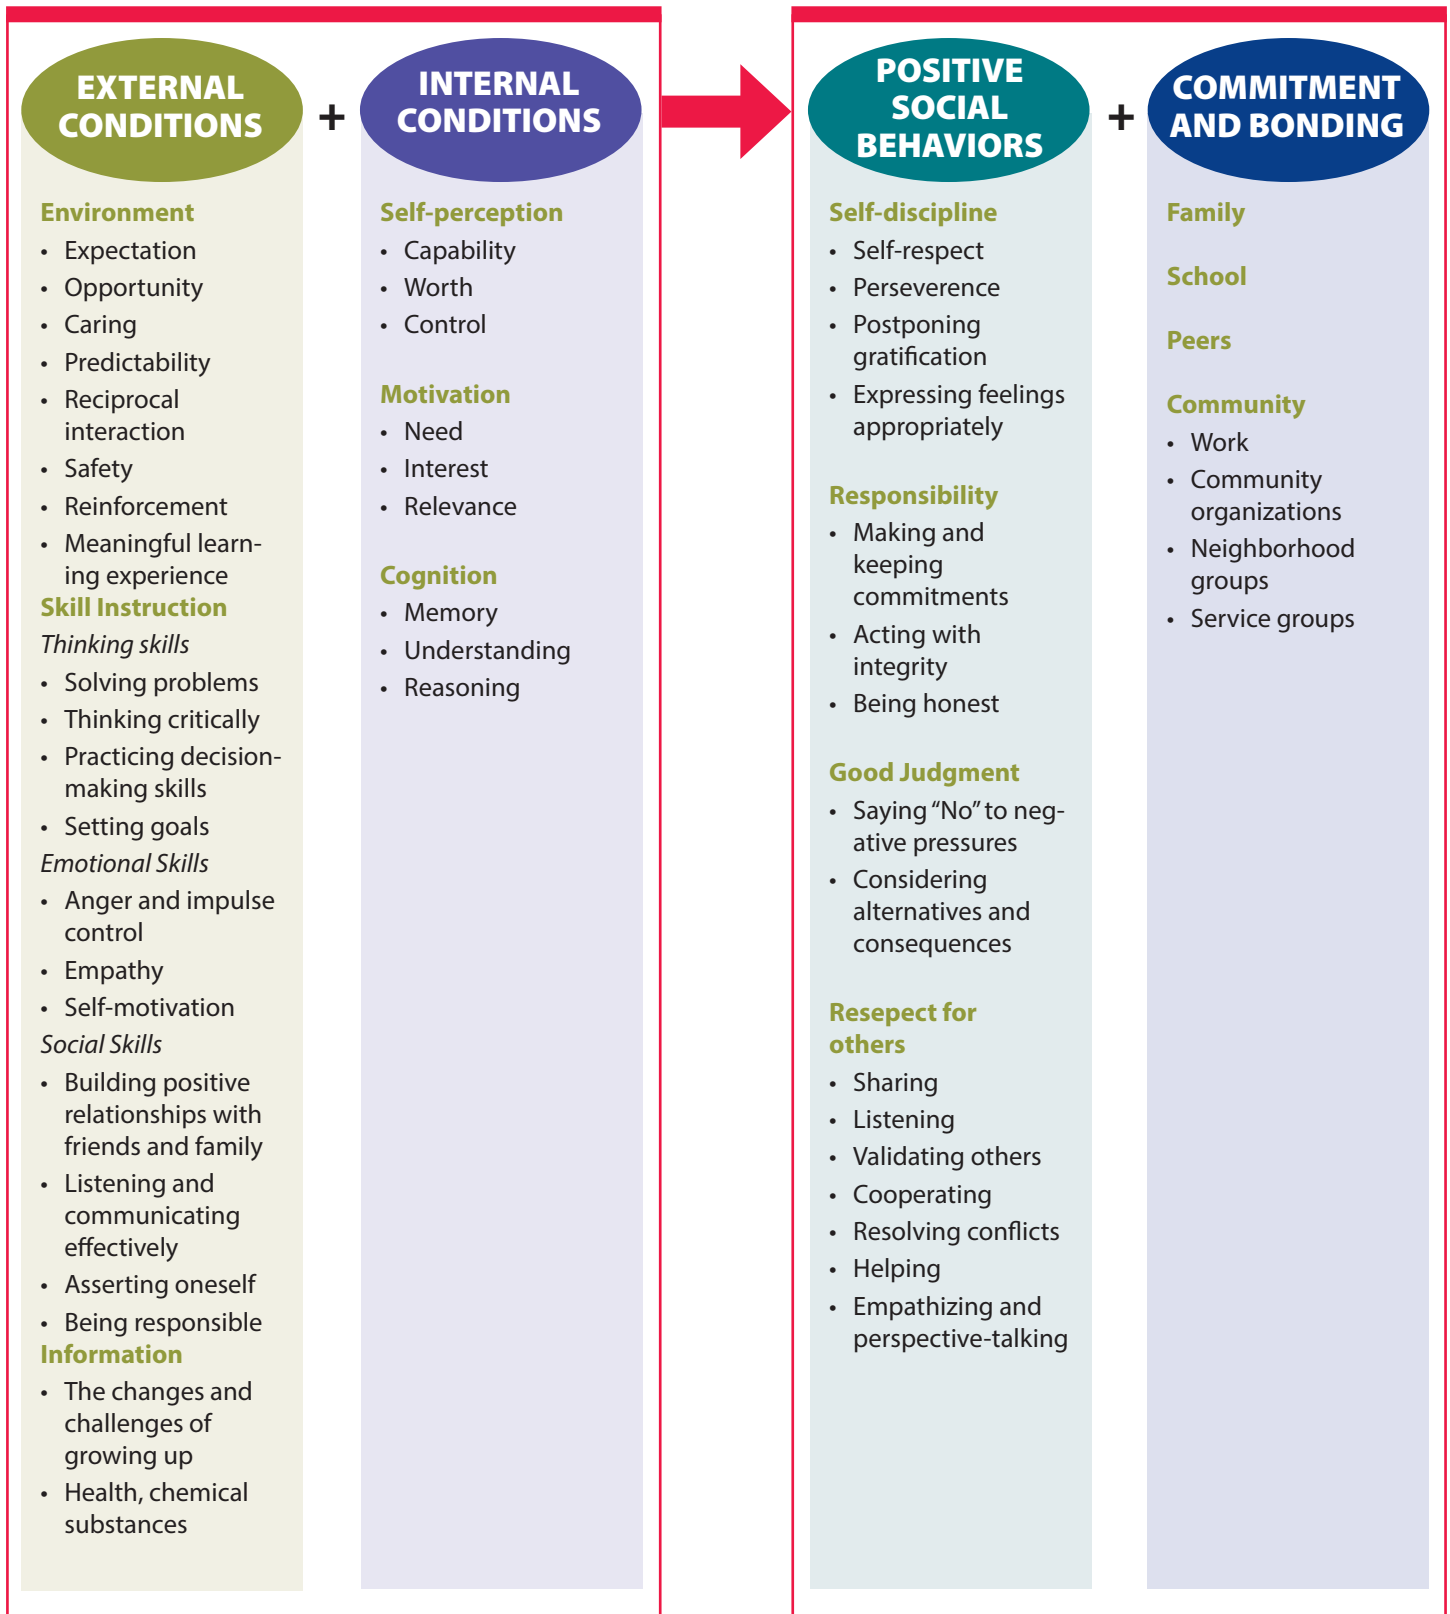 EXTERNAL
CONDITIONS
+
INTERNAL
CONDITIONS
POSITIVE
SOCIAL
BEHAVIORS
+
COMMITMENT
AND BONDING
Environment
• Expectation
• Opportunity
• Caring
• Predictability
• Reciprocal
interaction
• Safety
• Reinforcement
• Meaningful learn-
ing experience
Skill Instruction
Thinking skills
• Solving problems
• Thinking critically
• Practicing decision-
making skills
• Setting goals
Emotional Skills
• Anger and impulse
control
• Empathy
• Self-motivation
Social Skills
• Building positive
relationships with
friends and family
• Listening and
communicating
effectively
• Asserting oneself
• Being responsible
Information
• The changes and
challenges of
growing up
• Health, chemical
substances
Self-perception
• Capability
• Worth
• Control
Motivation
• Need
• Interest
• Relevance
Cognition
• Memory
• Understanding
• Reasoning
Self-discipline
• Self-respect
• Perseverence
• Postponing
gratification
• Expressing feelings
appropriately
Responsibility
• Making and
keeping
commitments
• Acting with
integrity
• Being honest
Good Judgment
• Saying “No” to neg-
ative pressures
• Considering
alternatives and
consequences
Resepect for
others
• Sharing
• Listening
• Validating others
• Cooperating
• Resolving conflicts
• Helping
• Empathizing and
perspective-talking
Family
School
Peers
Community
• Work
• Community
organizations
• Neighborhood
groups
• Service groups